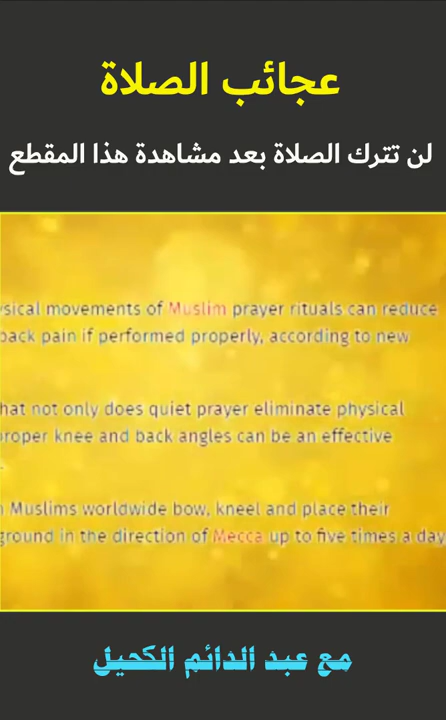 عجائب الصلاة
لن تترك الصلاة بعد مشاهدة هذا المقطع
sical movements of Muslim prayer rituals can reduce
back pain if performed properly, according to new
hat not only does quiet prayer eliminate physical
proper knee and back angles can be an effective
Muslims worldwide bow, kneel and place their
ground in the direction of Mecca up to five times a day
مع عبد الدائم الكحيل